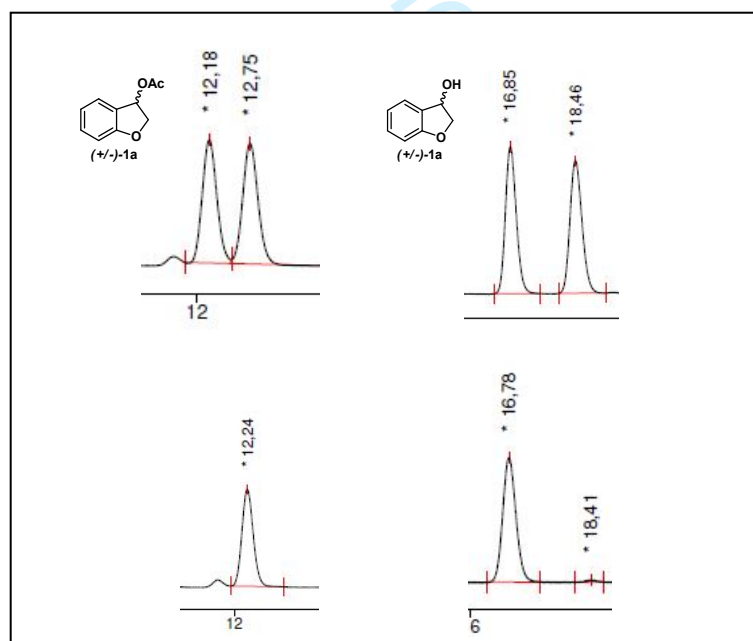 OAc
O
(+/-)-1a
* 12,18
* 12,75
12
OH
O
(+/-)-1a
* 16,85
* 18,46
* 12,24
12
* 16,78
* 18,41
6